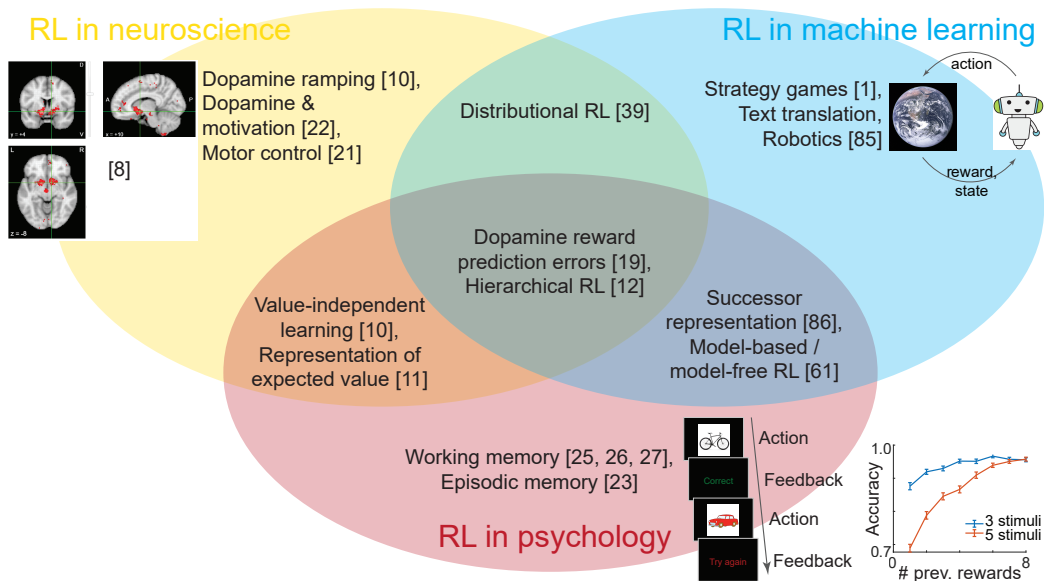 RL in neuroscience
RL in machine learning
D
V
y = +4
A
P
x = +10
L
R
z = -8
[8]
Dopamine ramping [10],
Dopamine &
motivation [22],
Motor control [21]
Distributional RL [39]
Strategy games [1],
Text translation,
Robotics [85]
action
reward,
state
Dopamine reward
prediction errors [19],
Hierarchical RL [12]
Value-independent
learning [10],
Representation of
expected value [11]
Successor
representation [86],
Model-based /
model-free RL [61]
Working memory [25, 26, 27],
Episodic memory [23]
RL in psychology
Action
Correct
Feedback
Action
Try again
Feedback
1.0
Accuracy
0.7
3 stimuli
5 stimuli
0
8
# prev. rewards